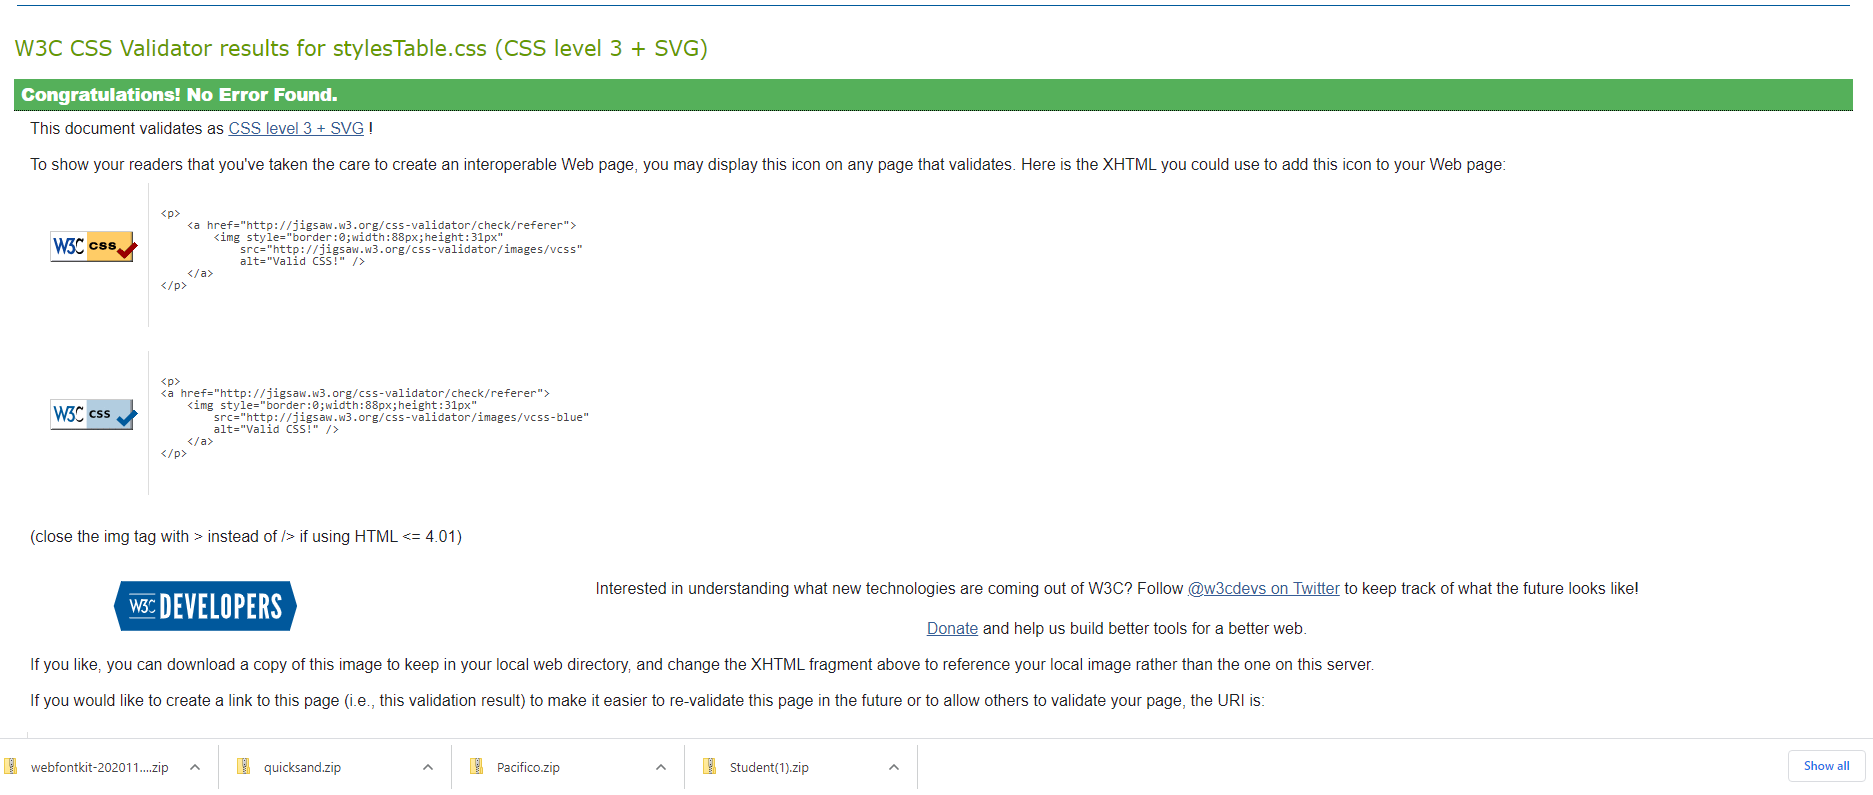 W3C CSS Validator results for stylesTable.css (CSS level 3 + SVG)
Congratulations! No Error Found.
This document validates as CSS level 3 + SVG !
To show your readers that you've taken the care to create an interoperable Web page, you may display this icon on any page that validates. Here is the XHTML you could use to add this icon to your Web page:
W3C css
<p>
    <a href="http://jigsaw.w3.org/css-validator/check/referer">
        <img style="border:0;width:88px;height:31px"
            src="http://jigsaw.w3.org/css-validator/images/vcss"
            alt="Valid CSS!" />
    </a>
</p>
W3C css
<p>
<a href="http://jigsaw.w3.org/css-validator/check/referer">
    <img style="border:0;width:88px;height:31px"
        src="http://jigsaw.w3.org/css-validator/images/vcss-blue"
        alt="Valid CSS!" />
    </a>
</p>
(close the img tag with > instead of /> if using HTML <= 4.01)
W3C DEVELOPERS
Interested in understanding what new technologies are coming out of W3C? Follow @w3cdevs on Twitter to keep track of what the future looks like!
Donate and help us build better tools for a better web.
If you like, you can download a copy of this image to keep in your local web directory, and change the XHTML fragment above to reference your local image rather than the one on this server.
If you would like to create a link to this page (i.e., this validation result) to make it easier to re-validate this page in the future or to allow others to validate your page, the URI is:
webfontkit-202011....zip
quicksand.zip
Pacifico.zip
Student(1).zip
Show all